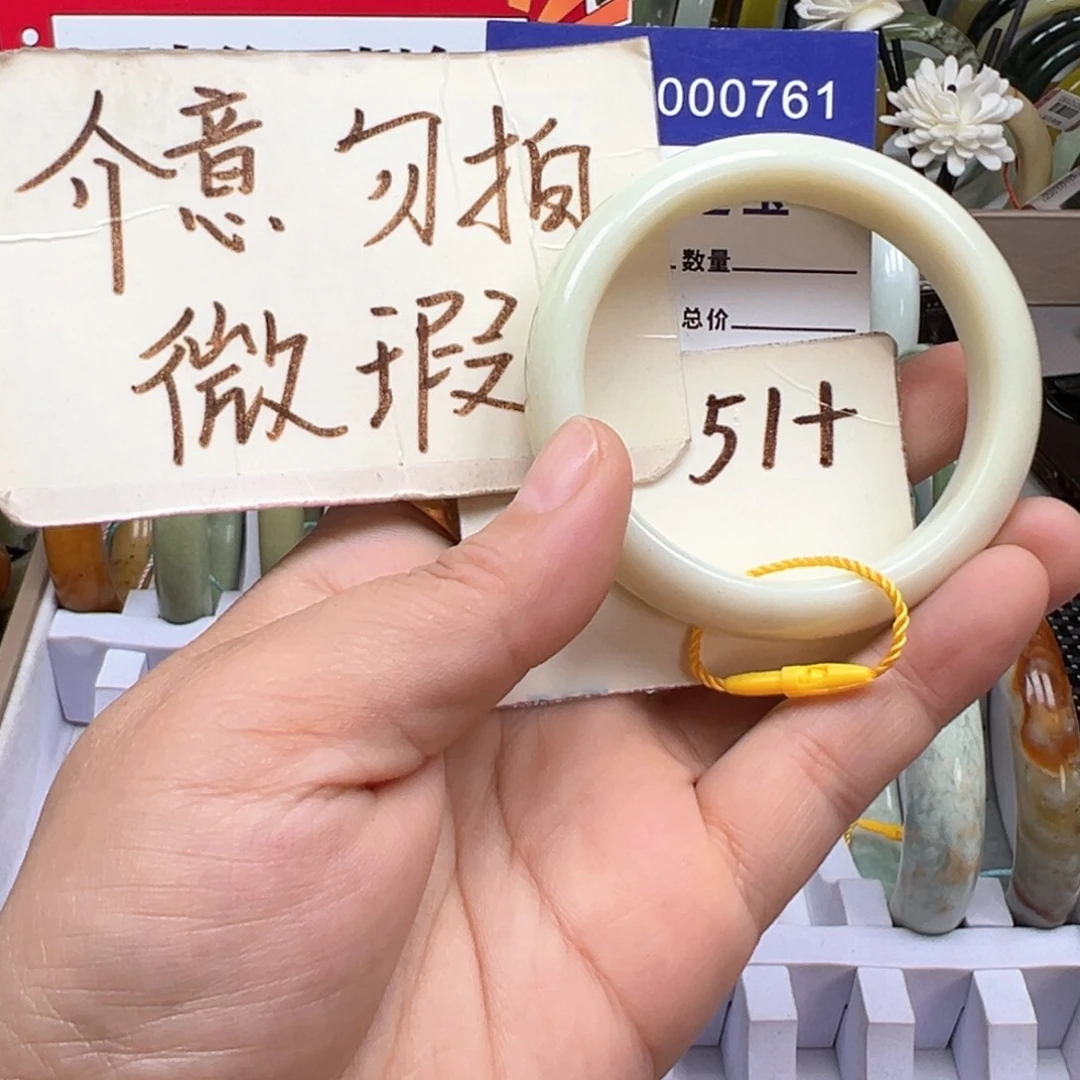 000761
介意 勿拍
微瑕
数量
总价
51+